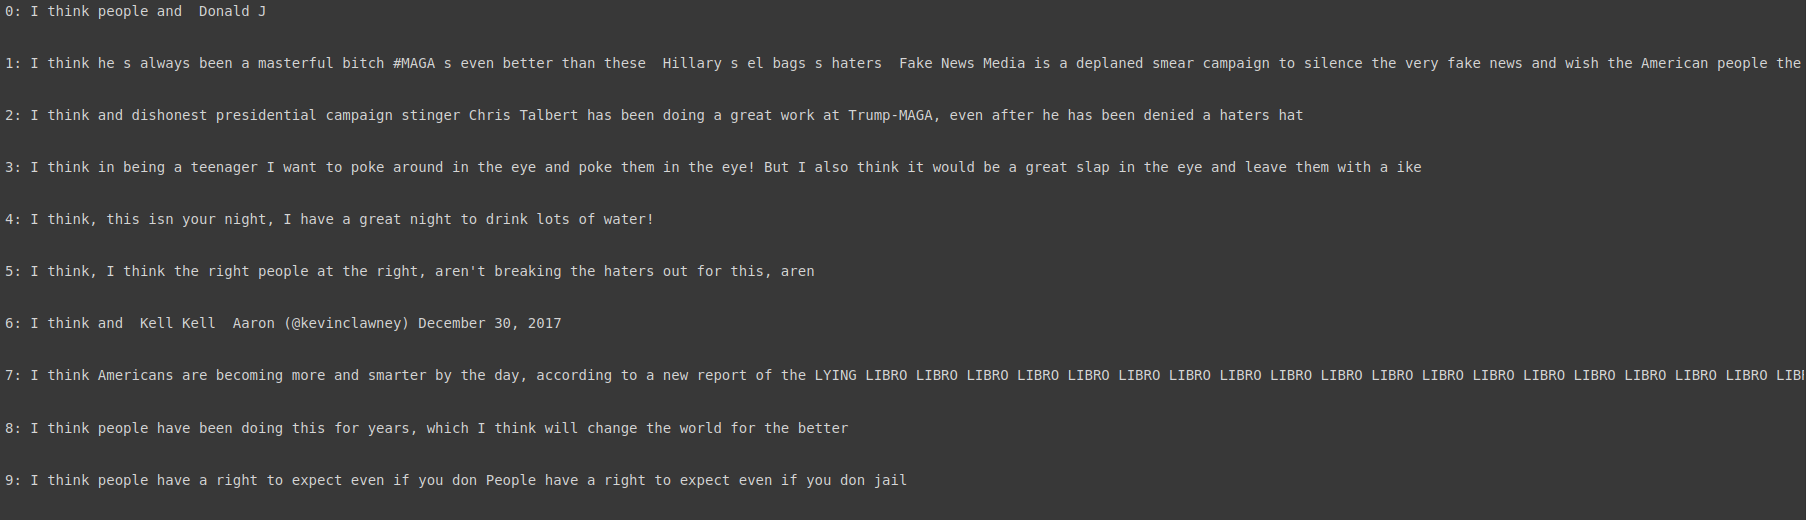 0: I think people and  Donald J
1: I think he s always been a masterful bitch #MAGA s even better than these  Hillary s el bags s haters  Fake News Media is a deplaned smear campaign to silence the very fake news and wish the American people the
2: I think and dishonest presidential campaign stinger Chris Talbert has been doing a great work at Trump-MAGA, even after he has been denied a haters hat
3: I think in being a teenager I want to poke around in the eye and poke them in the eye! But I also think it would be a great slap in the eye and leave them with a ike
4: I think, this isn your night, I have a great night to drink lots of water!
5: I think, I think the right people at the right, aren't breaking the haters out for this, aren
6: I think and  Kell Kell  Aaron (@kevinclawney) December 30, 2017
7: I think Americans are becoming more and smarter by the day, according to a new report of the LYING LIBRO LIBRO LIBRO LIBRO LIBRO LIBRO LIBRO LIBRO LIBRO LIBRO LIBRO LIBRO LIBRO LIBRO LIBRO LIBRO LIBRO LIBRO LIB
8: I think people have been doing this for years, which I think will change the world for the better
9: I think people have a right to expect even if you don People have a right to expect even if you don jail